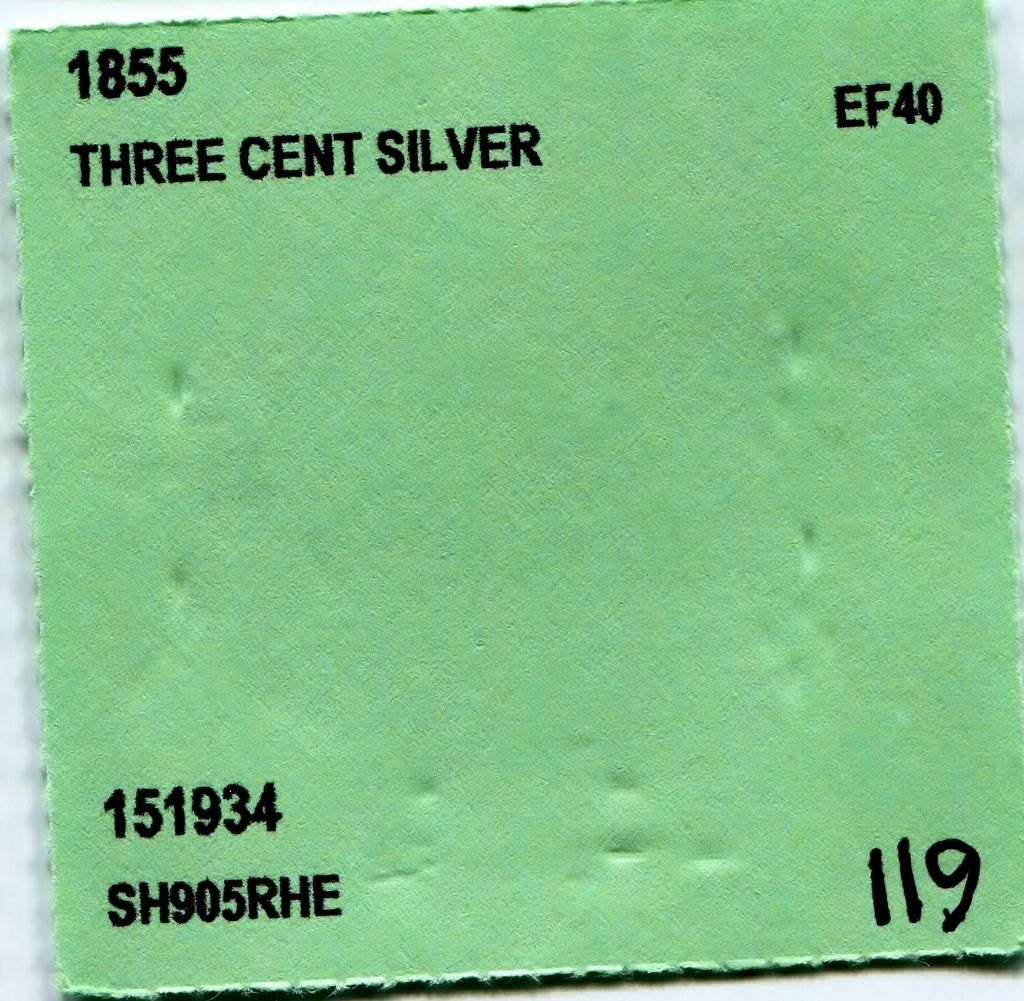 1855
EF40
THREE CENT SILVER
151934
SH905RHE
119